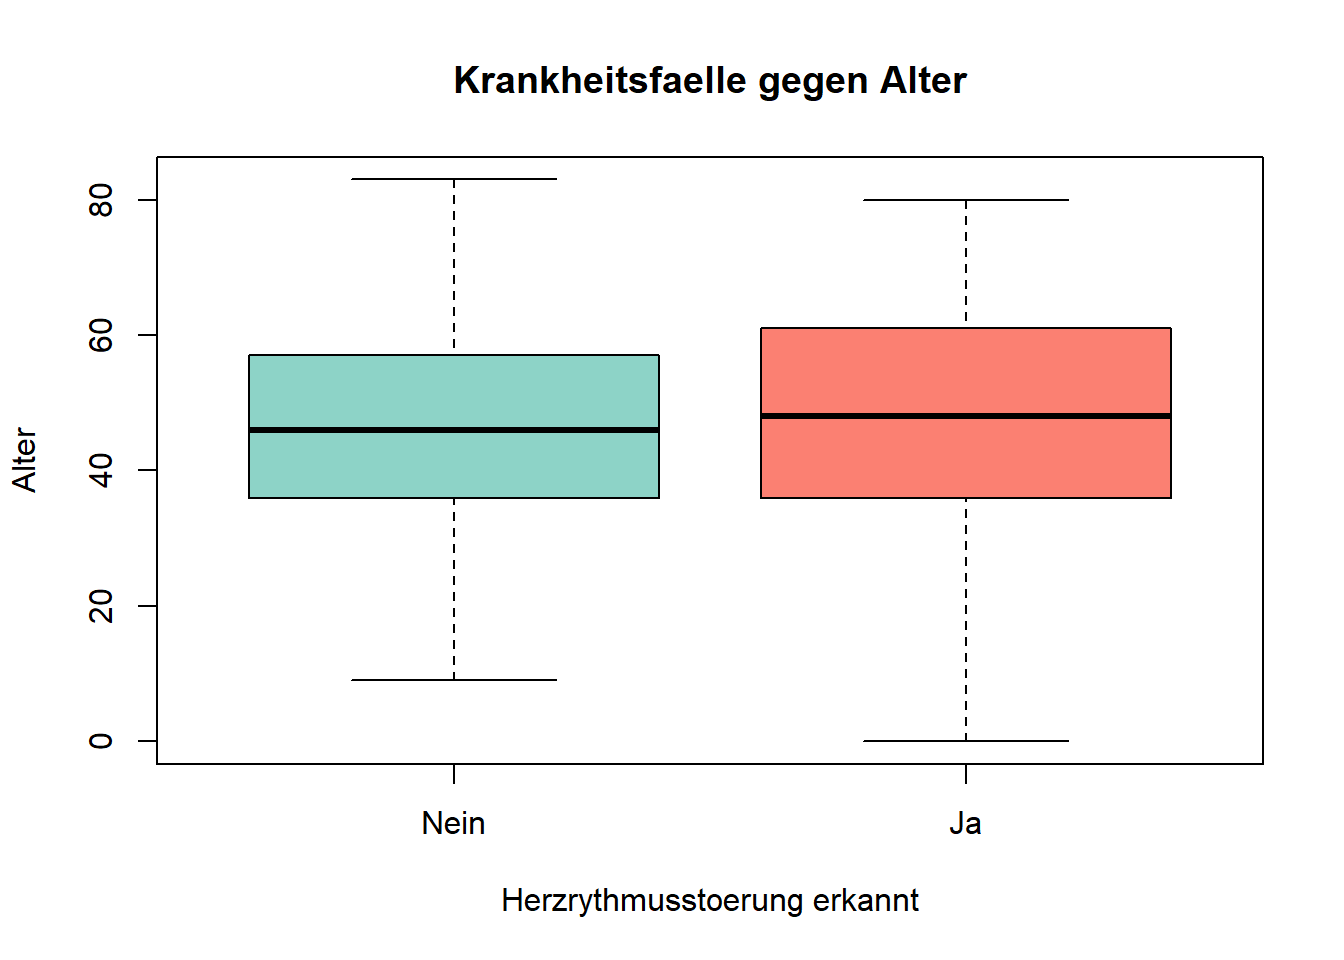 Krankheitsfaelle gegen Alter
Alter
80
60
40
20
0
Nein
Ja
Herzrythmusstoerung erkannt